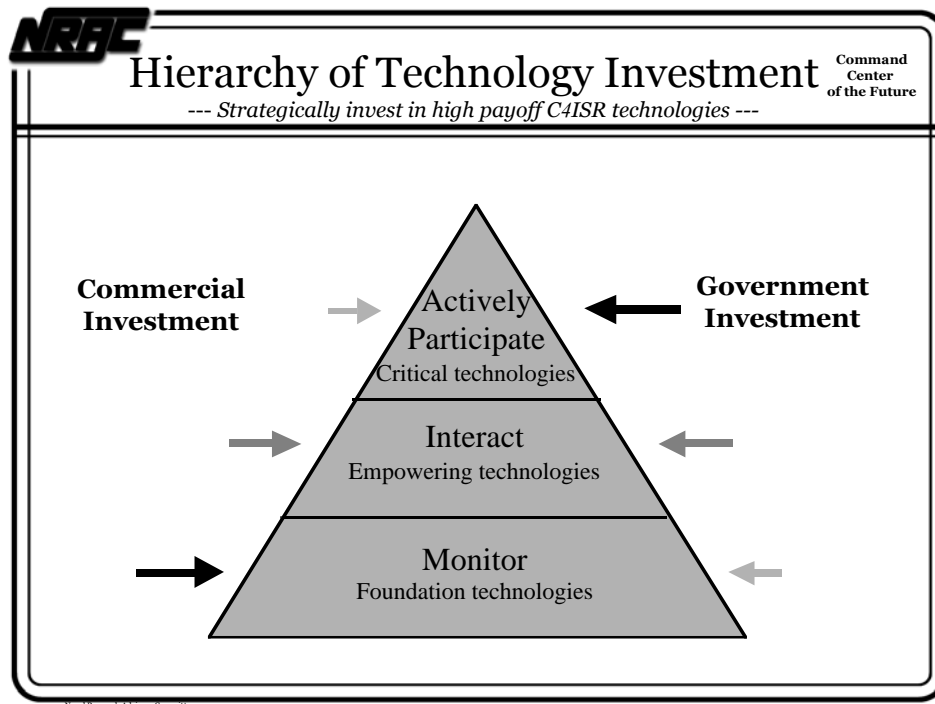 NRAC
Hierarchy of Technology Investment
Command
Center
of the Future
--- Strategically invest in high payoff C4ISR technologies ---
Commercial
Investment
Government
Investment
Actively
Participate
Critical technologies
Interact
Empowering technologies
Monitor
Foundation technologies